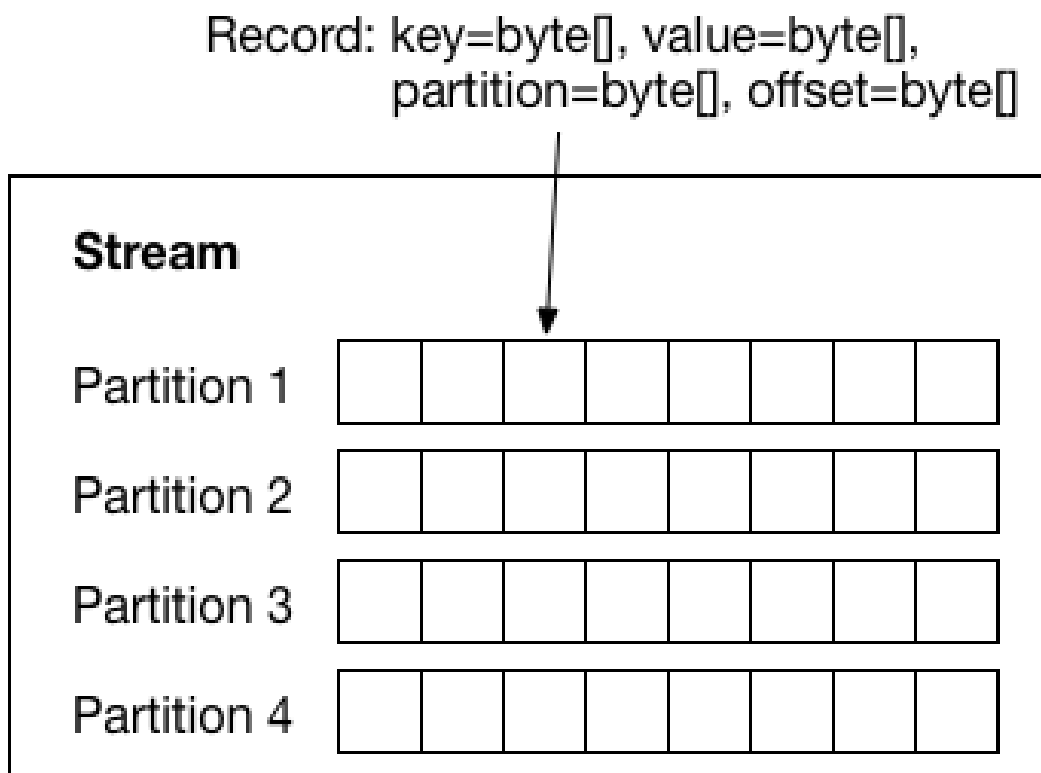 Record: key=byte[], value=byte[],
partition=byte[], offset=byte[]
Stream
Partition 1
Partition 2
Partition 3
Partition 4